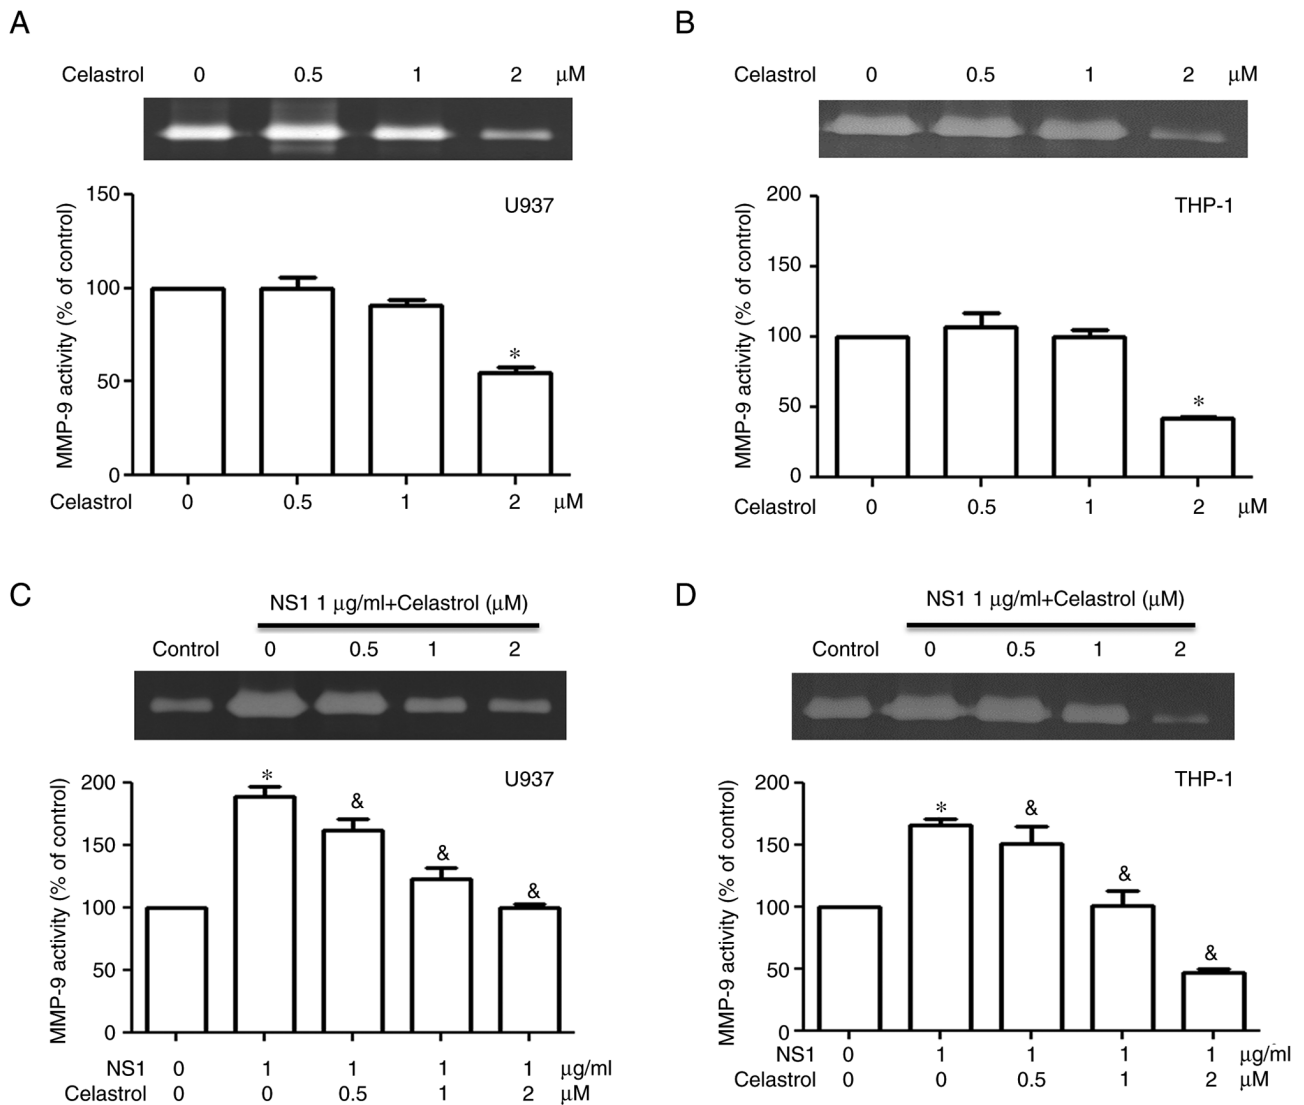 A
Celastrol 0 0.5 1 2 μM
U937
MMP-9 activity (% of control)
150
100
50
0
Celastrol 0 0.5 1 2 μM
*
B
Celastrol 0 0.5 1 2 μM
THP-1
MMP-9 activity (% of control)
200
150
100
50
0
*
Celastrol 0 0.5 1 2 μM
C
NS1 1 μg/ml+Celastrol (μM)
Control 0 0.5 1 2
U937
MMP-9 activity (% of control)
200
150
100
50
0
* & & &
NS1 0 1 1 1 1 μg/ml
Celastrol 0 0 0.5 1 2 μM
D
NS1 1 μg/ml+Celastrol (μM)
Control 0 0.5 1 2
THP-1
MMP-9 activity (% of control)
200
150
100
50
0
* & & &
NS1 0 1 1 1 1 μg/ml
Celastrol 0 0 0.5 1 2 μM